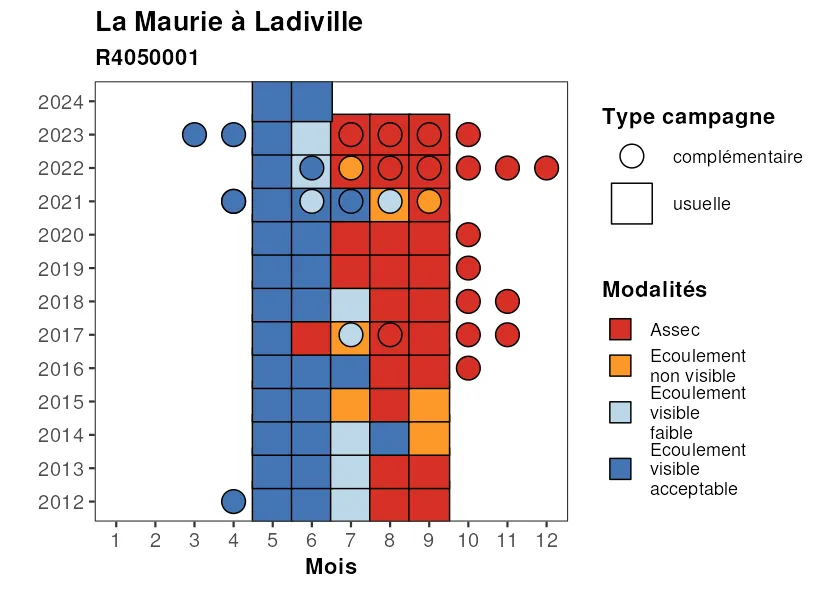 La Maurie à Ladiville
R4050001
2024
2023
2022
2021
2020
2019
2018
2017
2016
2015
2014
2013
2012
1 2 3 4 5 6 7 8 9 10 11 12
Mois
Type campagne
complémentaire
usuelle
Modalités
Assec
Ecoulement
non visible
Ecoulement
visible
faible
Ecoulement
visible
acceptable